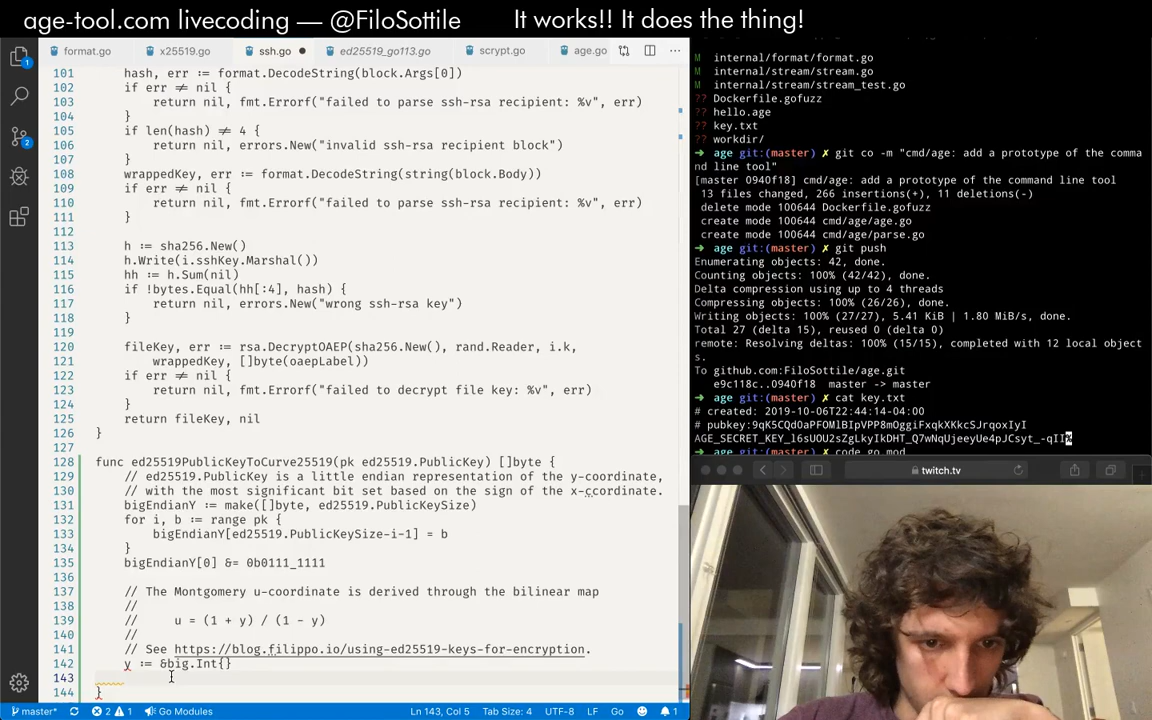 age-tool.com livecoding — @FiloSottile It works!! It does the thing!
format.go x25519.go ssh.go ed25519_go113.go scrypt.go age.go
101 hash, err := format.DecodeString(block.Args[0])
102 if err ≠ nil {
103 return nil, fmt.Errorf("failed to parse ssh-rsa recipient: %v", err)
104 }
105 if len(hash) ≠ 4 {
106 return nil, errors.New("invalid ssh-rsa recipient block")
107 }
108 wrappedKey, err := format.DecodeString(string(block.Body))
109 if err ≠ nil {
110 return nil, fmt.Errorf("failed to parse ssh-rsa recipient: %v", err)
111 }
112
113 h := sha256.New()
114 h.Write(i.sshKey.Marshal())
115 hh := h.Sum(nil)
116 if !bytes.Equal(hh[:4], hash) {
117 return nil, errors.New("wrong ssh-rsa key")
118 }
119
120 fileKey, err := rsa.DecryptOAEP(sha256.New(), rand.Reader, i.k,
121 wrappedKey, []byte(oaepLabel))
122 if err ≠ nil {
123 return nil, fmt.Errorf("failed to decrypt file key: %v", err)
124 }
125 return fileKey, nil
126 }
127
128 func ed25519PublicKeyToCurve25519(pk ed25519.PublicKey) []byte {
129 // ed25519.PublicKey is a little endian representation of the y-coordinate,
130 // with the most significant bit set based on the sign of the x-ccordinate.
131 bigEndianY := make([]byte, ed25519.PublicKeySize)
132 for i, b := range pk {
133 bigEndianY[ed25519.PublicKeySize-i-1] = b
134 }
135 bigEndianY[0] &= 0b0111_1111
136
137 // The Montgomery u-coordinate is derived through the bilinear map
138 //
139 // u = (1 + y) / (1 - y)
140 //
141 // See https://blog.filippo.io/using-ed25519-keys-for-encryption.
142 y := &big.Int{}
143
144 }
master* 2 1 Go Modules Ln 143, Col 5 Tab Size: 4 UTF-8 LF Go 1
M internal/format/format.go
M internal/stream/stream.go
M internal/stream/stream_test.go
?? Dockerfile.gofuzz
?? hello.age
?? key.txt
?? workdir/
➜ age git:(master) ✗ git co -m "cmd/age: add a prototype of the comma
nd line tool"
[master 0940f18] cmd/age: add a prototype of the command line tool
13 files changed, 266 insertions(+), 11 deletions(-)
delete mode 100644 Dockerfile.gofuzz
create mode 100644 cmd/age/age.go
create mode 100644 cmd/age/parse.go
➜ age git:(master) ✗ git push
Enumerating objects: 42, done.
Counting objects: 100% (42/42), done.
Delta compression using up to 4 threads
Compressing objects: 100% (26/26), done.
Writing objects: 100% (27/27), 5.41 KiB | 1.80 MiB/s, done.
Total 27 (delta 15), reused 0 (delta 0)
remote: Resolving deltas: 100% (15/15), completed with 12 local object
s.
To github.com:FiloSottile/age.git
e9c118c..0940f18 master -> master
➜ age git:(master) ✗ cat key.txt
# created: 2019-10-06T22:44:14-04:00
# pubkey:9qK5CQdOaPFOMlBIpVPP8mOggiFxqkXKkcSJrqoxIyI
AGE_SECRET_KEY_l6sUOU2sZgLkyIkDHT_Q7wNqUjeeyUe4pJCsyt_-qII%
➜ age git:(master) ✗ code go.mod
twitch.tv